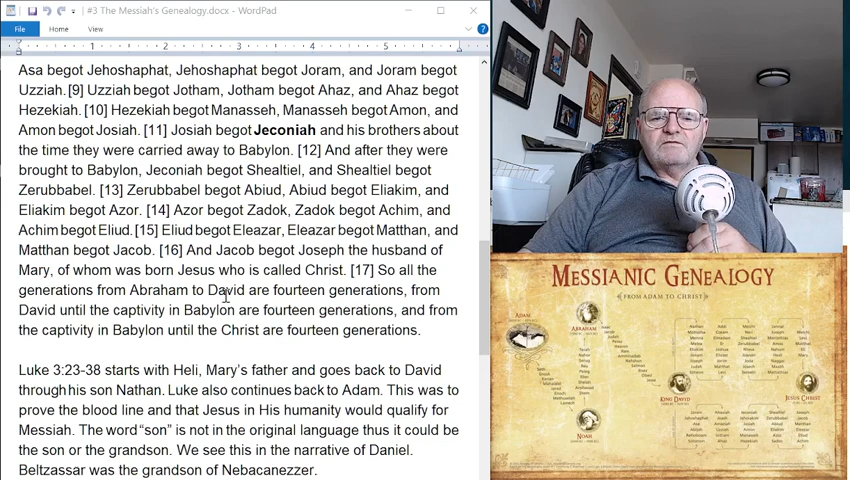 #3 The Messiah's Genealogy.docx - WordPad
File Home View
1 2 3 4 5
Asa begot Jehoshaphat, Jehoshaphat begot Joram, and Joram begot
Uzziah. [9] Uzziah begot Jotham, Jotham begot Ahaz, and Ahaz begot
Hezekiah. [10] Hezekiah begot Manasseh, Manasseh begot Amon, and
Amon begot Josiah. [11] Josiah begot Jeconiah and his brothers about
the time they were carried away to Babylon. [12] And after they were
brought to Babylon, Jeconiah begot Shealtiel, and Shealtiel begot
Zerubbabel. [13] Zerubbabel begot Abiud, Abiud begot Eliakim, and
Eliakim begot Azor. [14] Azor begot Zadok, Zadok begot Achim, and
Achim begot Eliud. [15] Eliud begot Eleazar, Eleazar begot Matthan, and
Matthan begot Jacob. [16] And Jacob begot Joseph the husband of
Mary, of whom was born Jesus who is called Christ. [17] So all the
generations from Abraham to David are fourteen generations, from
David until the captivity in Babylon are fourteen generations, and from
the captivity in Babylon until the Christ are fourteen generations.
Luke 3:23-38 starts with Heli, Mary's father and goes back to David
through his son Nathan. Luke also continues back to Adam. This was to
prove the blood line and that Jesus in His humanity would qualify for
Messiah. The word "son" is not in the original language thus it could be
the son or the grandson. We see this in the narrative of Daniel.
Beltzassar was the grandson of Nebacanezzer.
MESSIANIC GENEALOGY
FROM ADAM TO CHRIST
ADAM
ABRAHAM
NOAH
KING DAVID
JESUS CHRIST